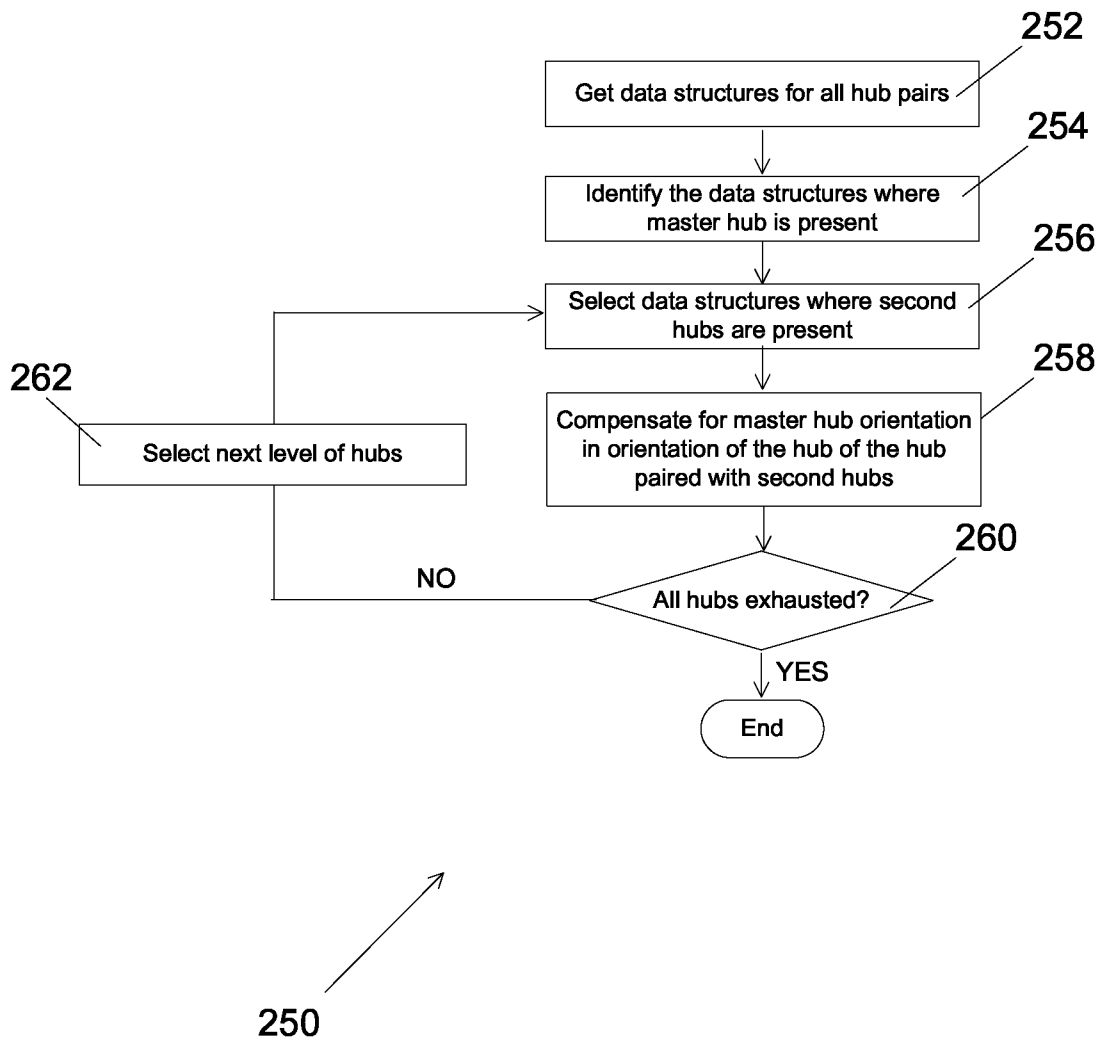 252
Get data structures for all hub pairs
254
Identify the data structures where
master hub is present
256
Select data structures where second
hubs are present
258
262
Compensate for master hub orientation
in orientation of the hub of the hub
paired with second hubs
Select next level of hubs
260
NO
All hubs exhausted?
YES
End
250